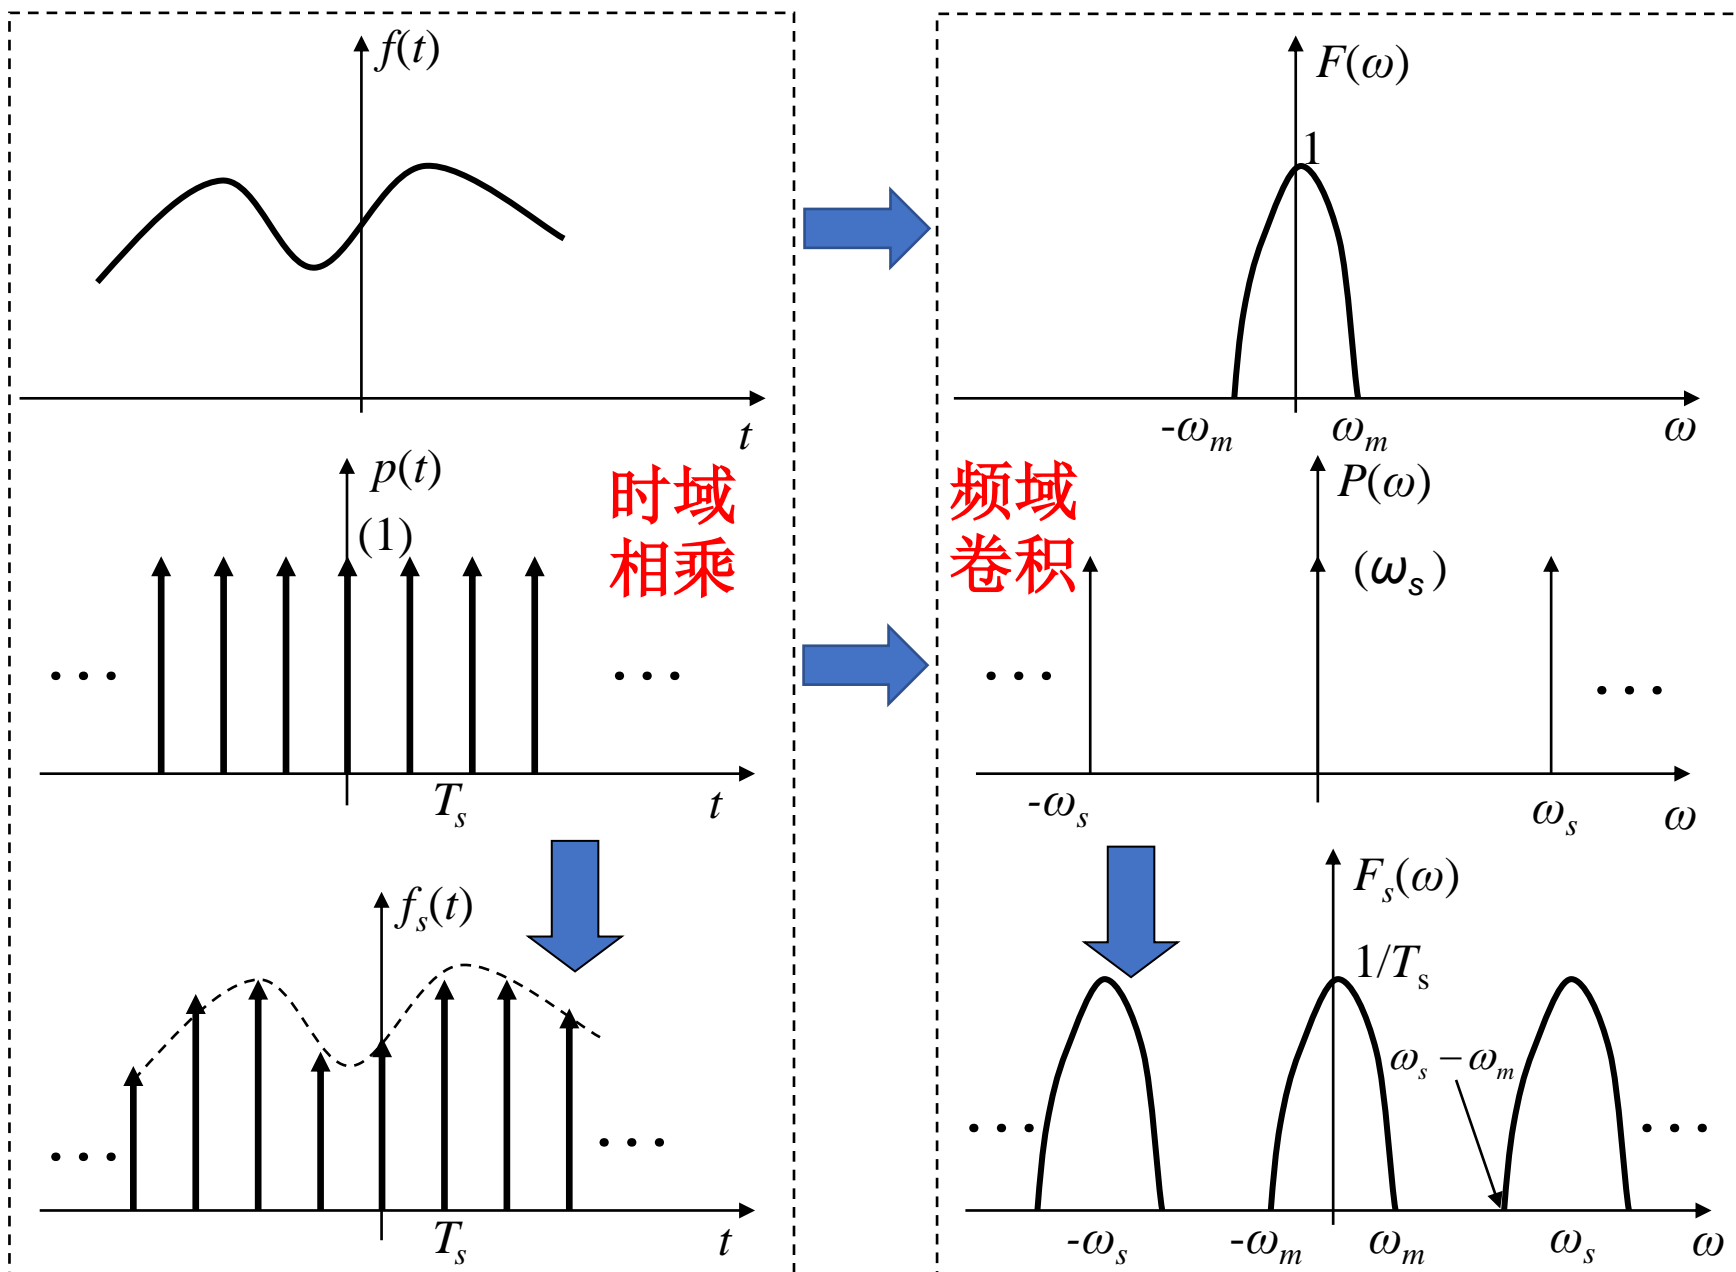 f(t)
t
p(t)
(1)
时域
相乘
. . .
. . .
T_s
t
f_s(t)
. . .
. . .
T_s
t
F(ω)
1
-ω_m
ω_m
ω
频域
卷积
P(ω)
(ω_s)
. . .
. . .
-ω_s
ω_s
ω
F_s(ω)
1/T_s
ω_s − ω_m
. . .
. . .
-ω_s
-ω_m
ω_m
ω_s
ω